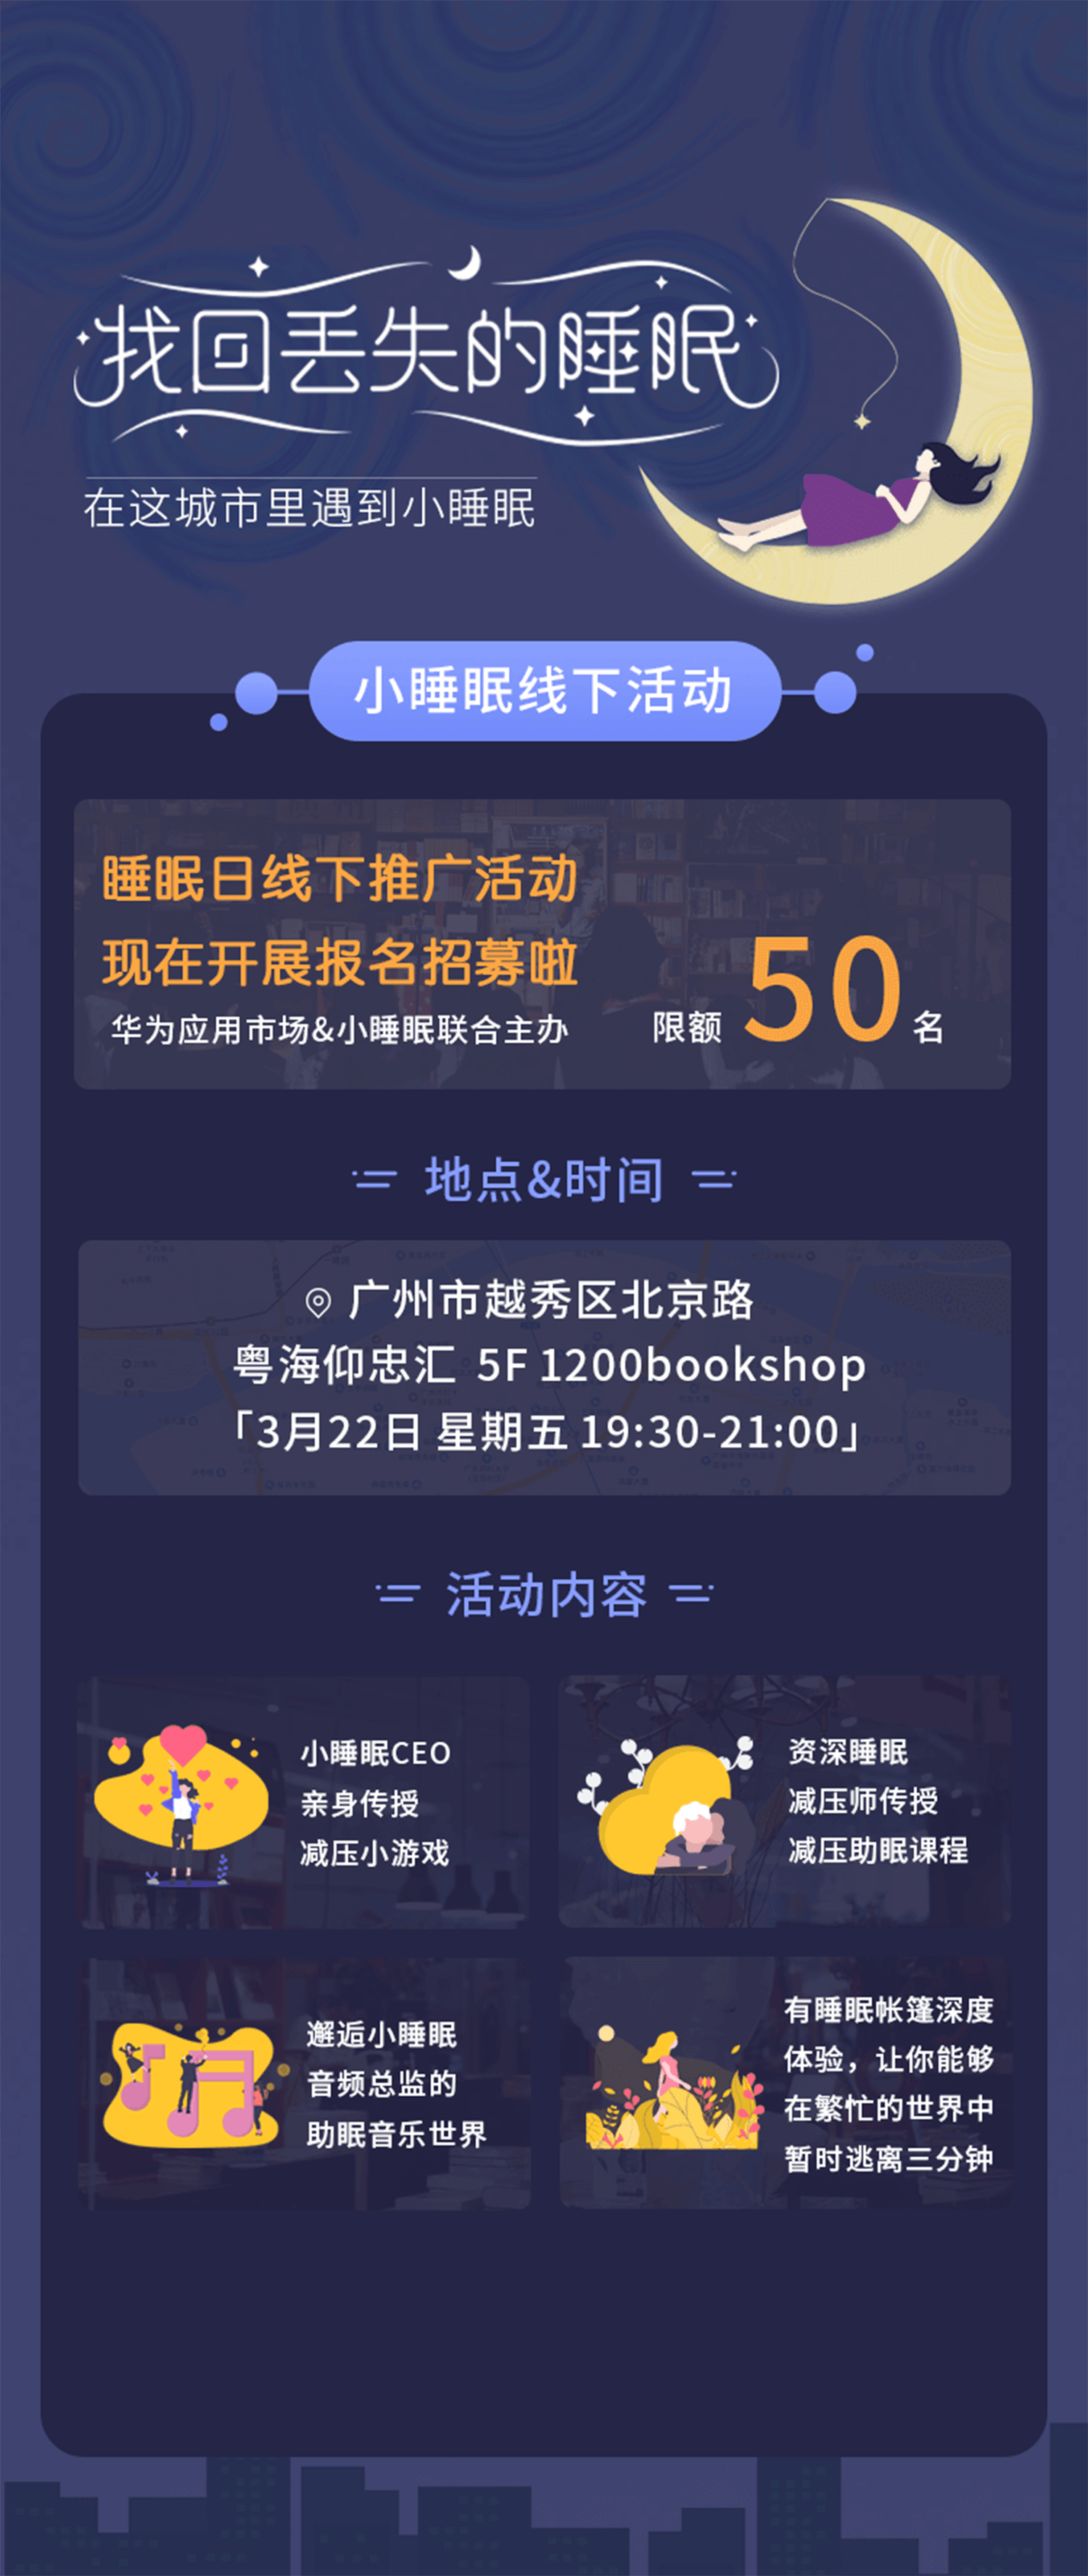 找回丢失的睡眠
在这城市里遇到小睡眠
小睡眠线下活动
睡眠日线下推广活动
现在开展报名招募啦
华为应用市场&小睡眠联合主办
限额 50 名
地点&时间
广州市越秀区北京路
粤海仰忠汇 5F 1200bookshop
「3月22日 星期五 19:30-21:00」
活动内容
小睡眠CEO
亲身传授
减压小游戏
资深睡眠
减压师传授
减压助眠课程
邂逅小睡眠
音频总监的
助眠音乐世界
有睡眠帐篷深度
体验，让你能够
在繁忙的世界中
暂时逃离三分钟